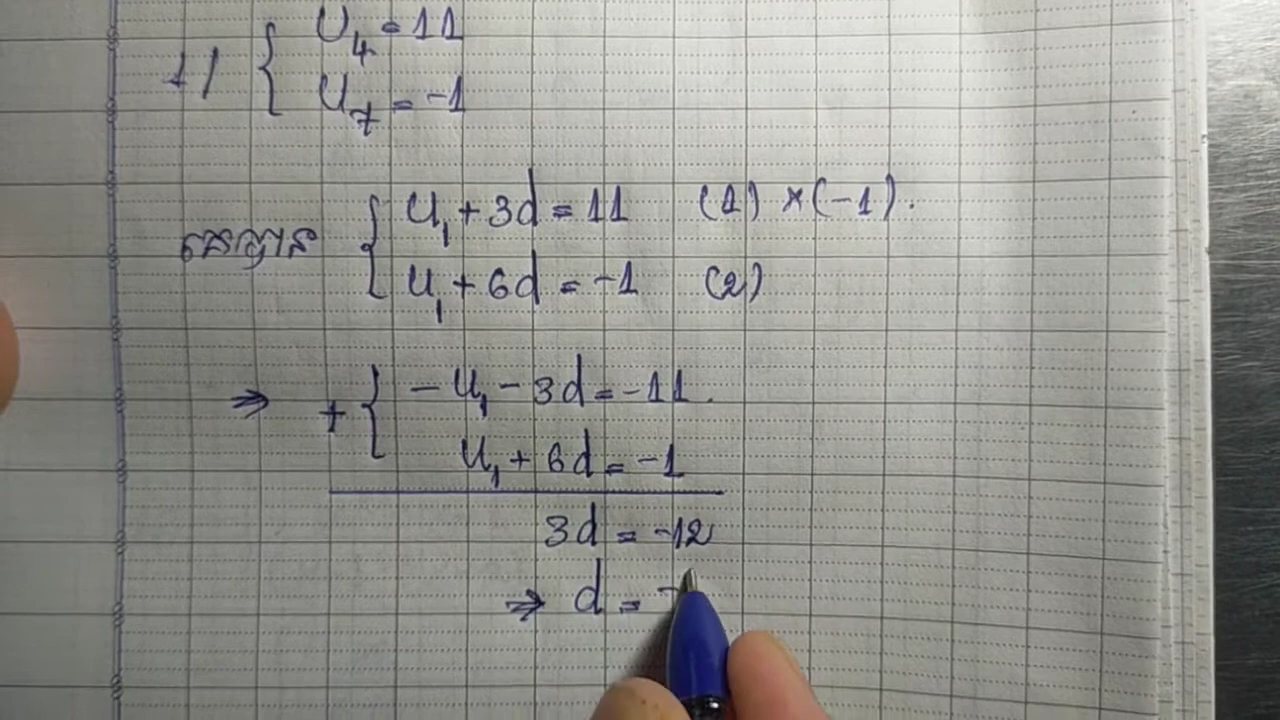 1/ { U₄ = 11
U₇ = -1
គេបាន { U₁ + 3d = 11 (1) ×(-1).
U₁ + 6d = -1 (2)
⇒ + { - U₁ - 3d = -11.
U₁ + 6d = -1
3d = -12
⇒ d = -